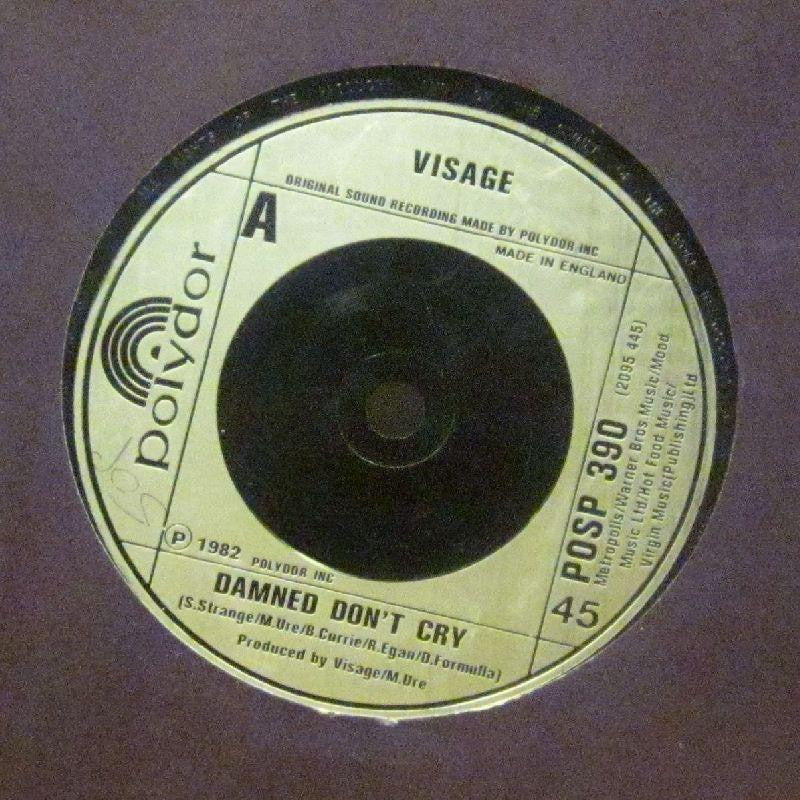 VISAGE
ORIGINAL SOUND RECORDING MADE BY POLYDOR INC
MADE IN ENGLAND
A
polydor
POSP 390
(2095 445)
Metropolis/Warner Bros Music/Mood
Music Ltd/Hot Food Music/
Virgin Music(Publishing)Ltd
45
P 1982 POLYDOR INC
DAMNED DON'T CRY
(S.Strange/M.Ure/B.Currie/R.Egan/D.Formula)
Produced by Visage/M.Ure